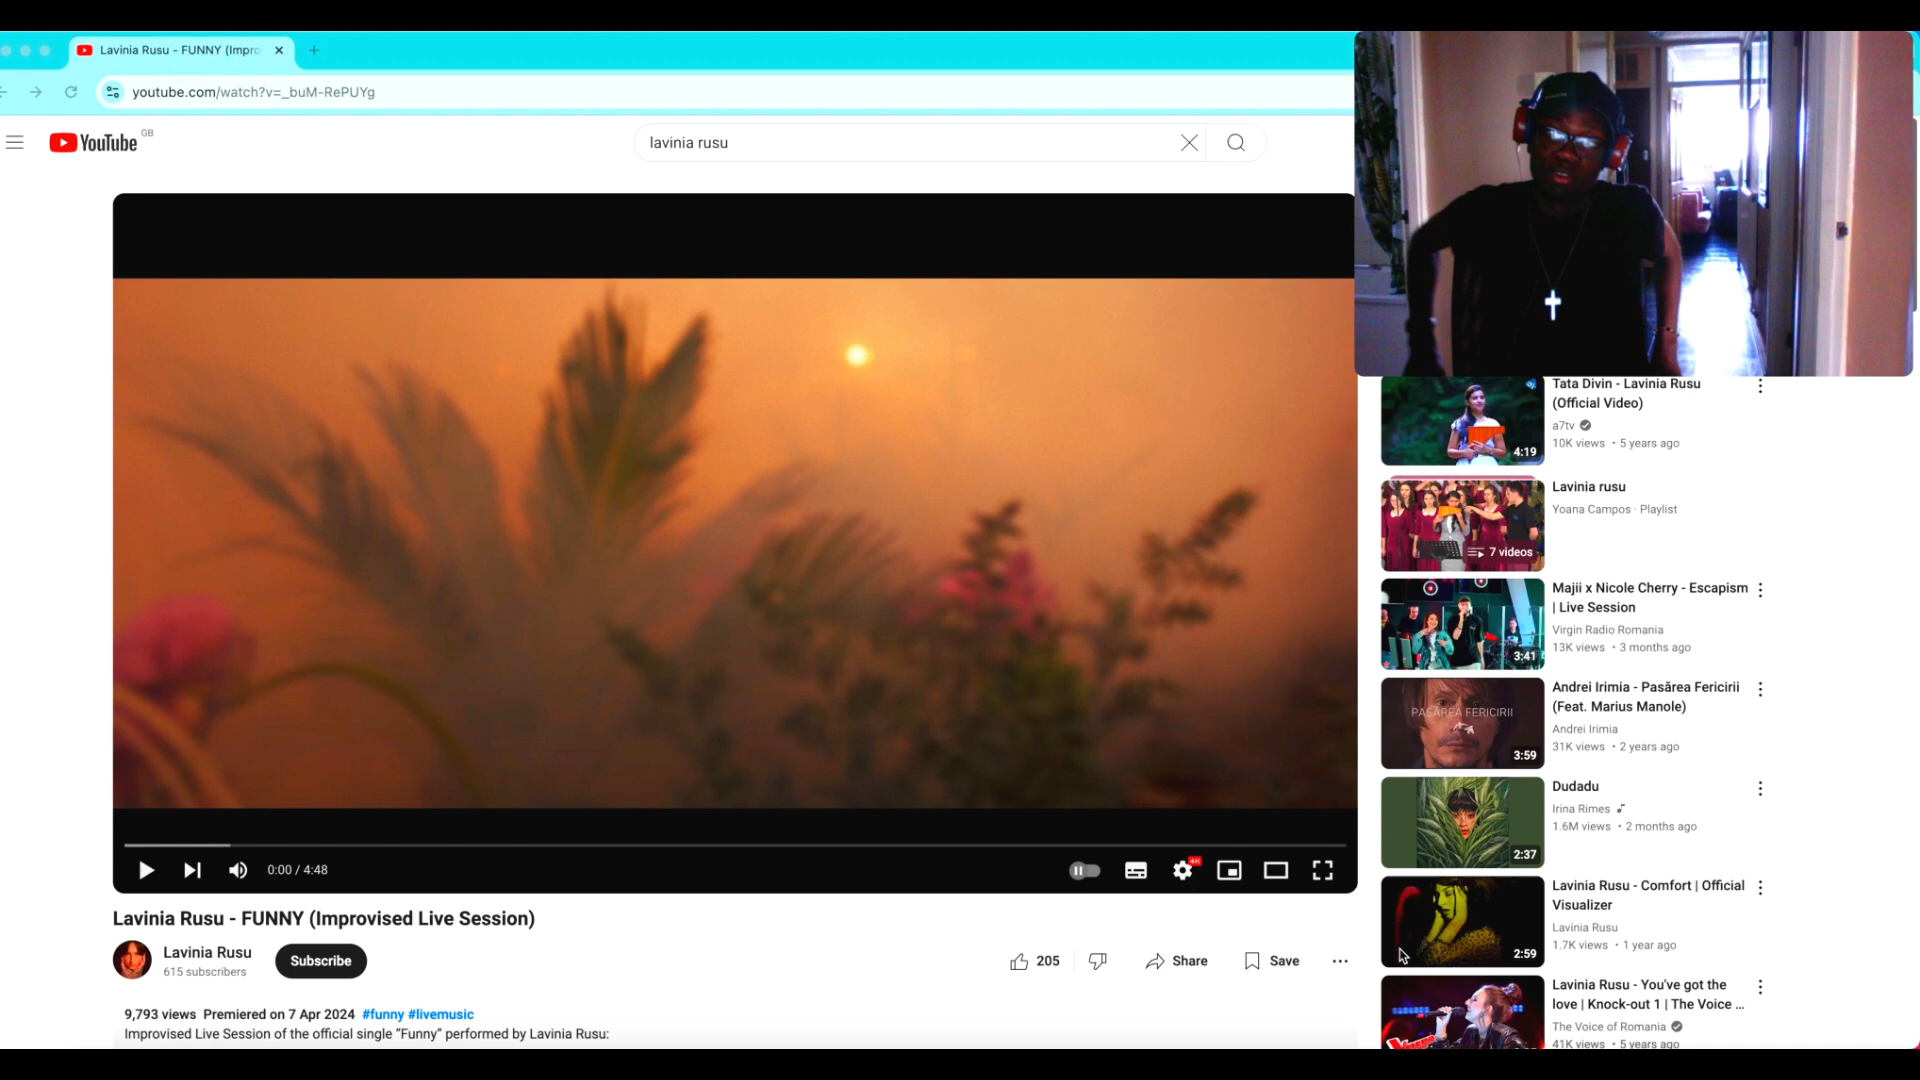 Lavinia Rusu - FUNNY (Impro
youtube.com/watch?v=_buM-RePUYg
YouTube GB
lavinia rusu
0:00 / 4:48
4K
Lavinia Rusu - FUNNY (Improvised Live Session)
Lavinia Rusu
615 subscribers
Subscribe
205
Share
Save
9,793 views Premiered on 7 Apr 2024 #funny #livemusic
Improvised Live Session of the official single “Funny” performed by Lavinia Rusu:
4:19
Tata Divin - Lavinia Rusu
(Official Video)
a7tv
10K views • 5 years ago
7 videos
Lavinia rusu
Yoana Campos · Playlist
3:41
Majii x Nicole Cherry - Escapism
| Live Session
Virgin Radio Romania
13K views • 3 months ago
PASĂREA FERICIRII
3:59
Andrei Irimia - Pasărea Fericirii
(Feat. Marius Manole)
Andrei Irimia
31K views • 2 years ago
2:37
Dudadu
Irina Rimes
1.6M views • 2 months ago
2:59
Lavinia Rusu - Comfort | Official
Visualizer
Lavinia Rusu
1.7K views • 1 year ago
Lavinia Rusu - You've got the
love | Knock-out 1 | The Voice ...
The Voice of Romania
41K views • 5 years ago